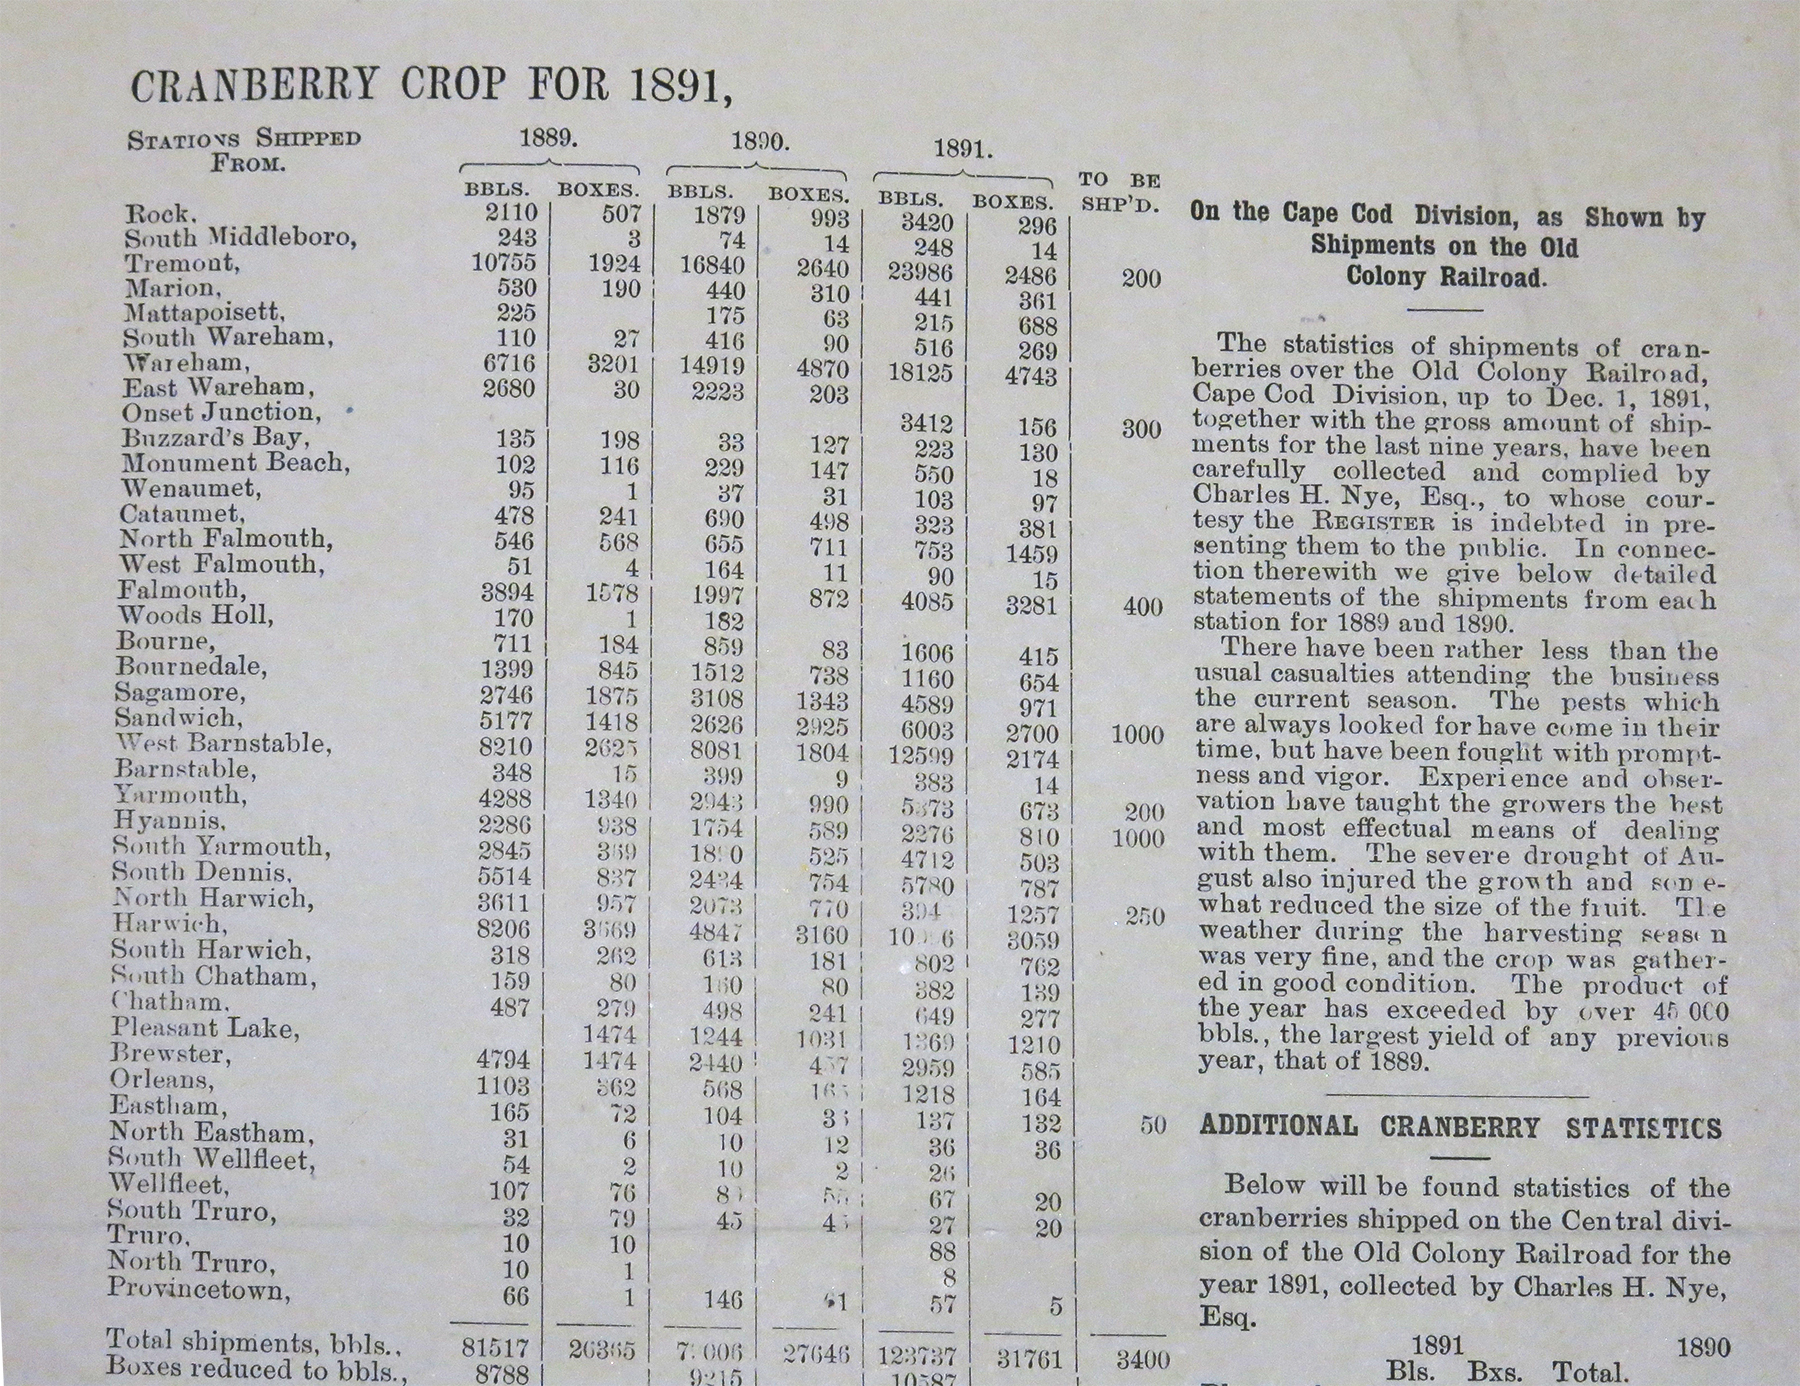 CRANBERRY CROP FOR 1891,
STATIONS SHIPPED FROM. 1889. 1890. 1891.
BBLS. BOXES. BBLS. BOXES. BBLS. BOXES. TO BE SHP'D.
Rock, 2110 507 1879 993 3420 296
South Middleboro, 243 3 74 14 248 14
Tremont, 10755 1924 16840 2640 23986 2486 200
Marion, 530 190 440 310 441 361
Mattapoisett, 225 175 63 215 688
South Wareham, 110 27 416 90 516 269
Wareham, 6716 3201 14919 4870 18125 4743
East Wareham, 2680 30 2223 203
Onset Junction, 3412 156 300
Buzzard's Bay, 135 198 33 127 223 130
Monument Beach, 102 116 229 147 550 18
Wenaumet, 95 1 37 31 103 97
Cataumet, 478 241 690 498 323 381
North Falmouth, 546 568 655 711 753 1459
West Falmouth, 51 4 164 11 90 15
Falmouth, 3894 1578 1997 872 4085 3281 400
Woods Holl, 170 1 182
Bourne, 711 184 859 83 1606 415
Bournedale, 1399 845 1512 738 1160 654
Sagamore, 2746 1875 3108 1343 4589 971
Sandwich, 5177 1418 2626 2925 6003 2700 1000
West Barnstable, 8210 2625 8081 1804 12599 2174
Barnstable, 348 15 399 9 383 14
Yarmouth, 4288 1340 2943 990 673 200
Hyannis, 2286 938 1754 589 2276 810 1000
South Yarmouth, 2845 369 525 4712 503
South Dennis, 5514 837 754 5780 787
North Harwich, 3611 957 2073 770 1257 250
Harwich, 8206 3669 4847 3160 3059
South Harwich, 318 262 613 181 802 762
South Chatham, 159 80 80 382 139
Chatham, 487 279 498 241 649 277
Pleasant Lake, 1474 1244 1031 1369 1210
Brewster, 4794 1474 2440 2959 585
Orleans, 1103 362 568 1218 164
Eastham, 165 72 104 137 132 50
North Eastham, 31 6 10 12 36 36
South Wellfleet, 54 2 10 2 26
Wellfleet, 107 76 67 20
South Truro, 32 79 45 27 20
Truro, 10 10 88
North Truro, 10 1 8
Provincetown, 66 1 146 57 5
Total shipments, bbls., 81517 26365 27646 123737 31761 3400
Boxes reduced to bbls., 8788 9215 10587
On the Cape Cod Division, as Shown by
Shipments on the Old
Colony Railroad.
The statistics of shipments of cran-
berries over the Old Colony Railroad,
Cape Cod Division, up to Dec. 1, 1891,
together with the gross amount of ship-
ments for the last nine years, have been
carefully collected and complied by
Charles H. Nye, Esq., to whose cour-
tesy the REGISTER is indebted in pre-
senting them to the public. In connec-
tion therewith we give below detailed
statements of the shipments from each
station for 1889 and 1890.
There have been rather less than the
usual casualties attending the business
the current season. The pests which
are always looked for have come in their
time, but have been fought with prompt-
ness and vigor. Experience and obser-
vation have taught the growers the best
and most effectual means of dealing
with them. The severe drought of Au-
gust also injured the growth and some-
what reduced the size of the fruit. The
weather during the harvesting season
was very fine, and the crop was gather-
ed in good condition. The product of
the year has exceeded by over 45 000
bbls., the largest yield of any previous
year, that of 1889.
ADDITIONAL CRANBERRY STATISTICS
Below will be found statistics of the
cranberries shipped on the Central divi-
sion of the Old Colony Railroad for the
year 1891, collected by Charles H. Nye,
Esq.
1891 1890
Bls. Bxs. Total.